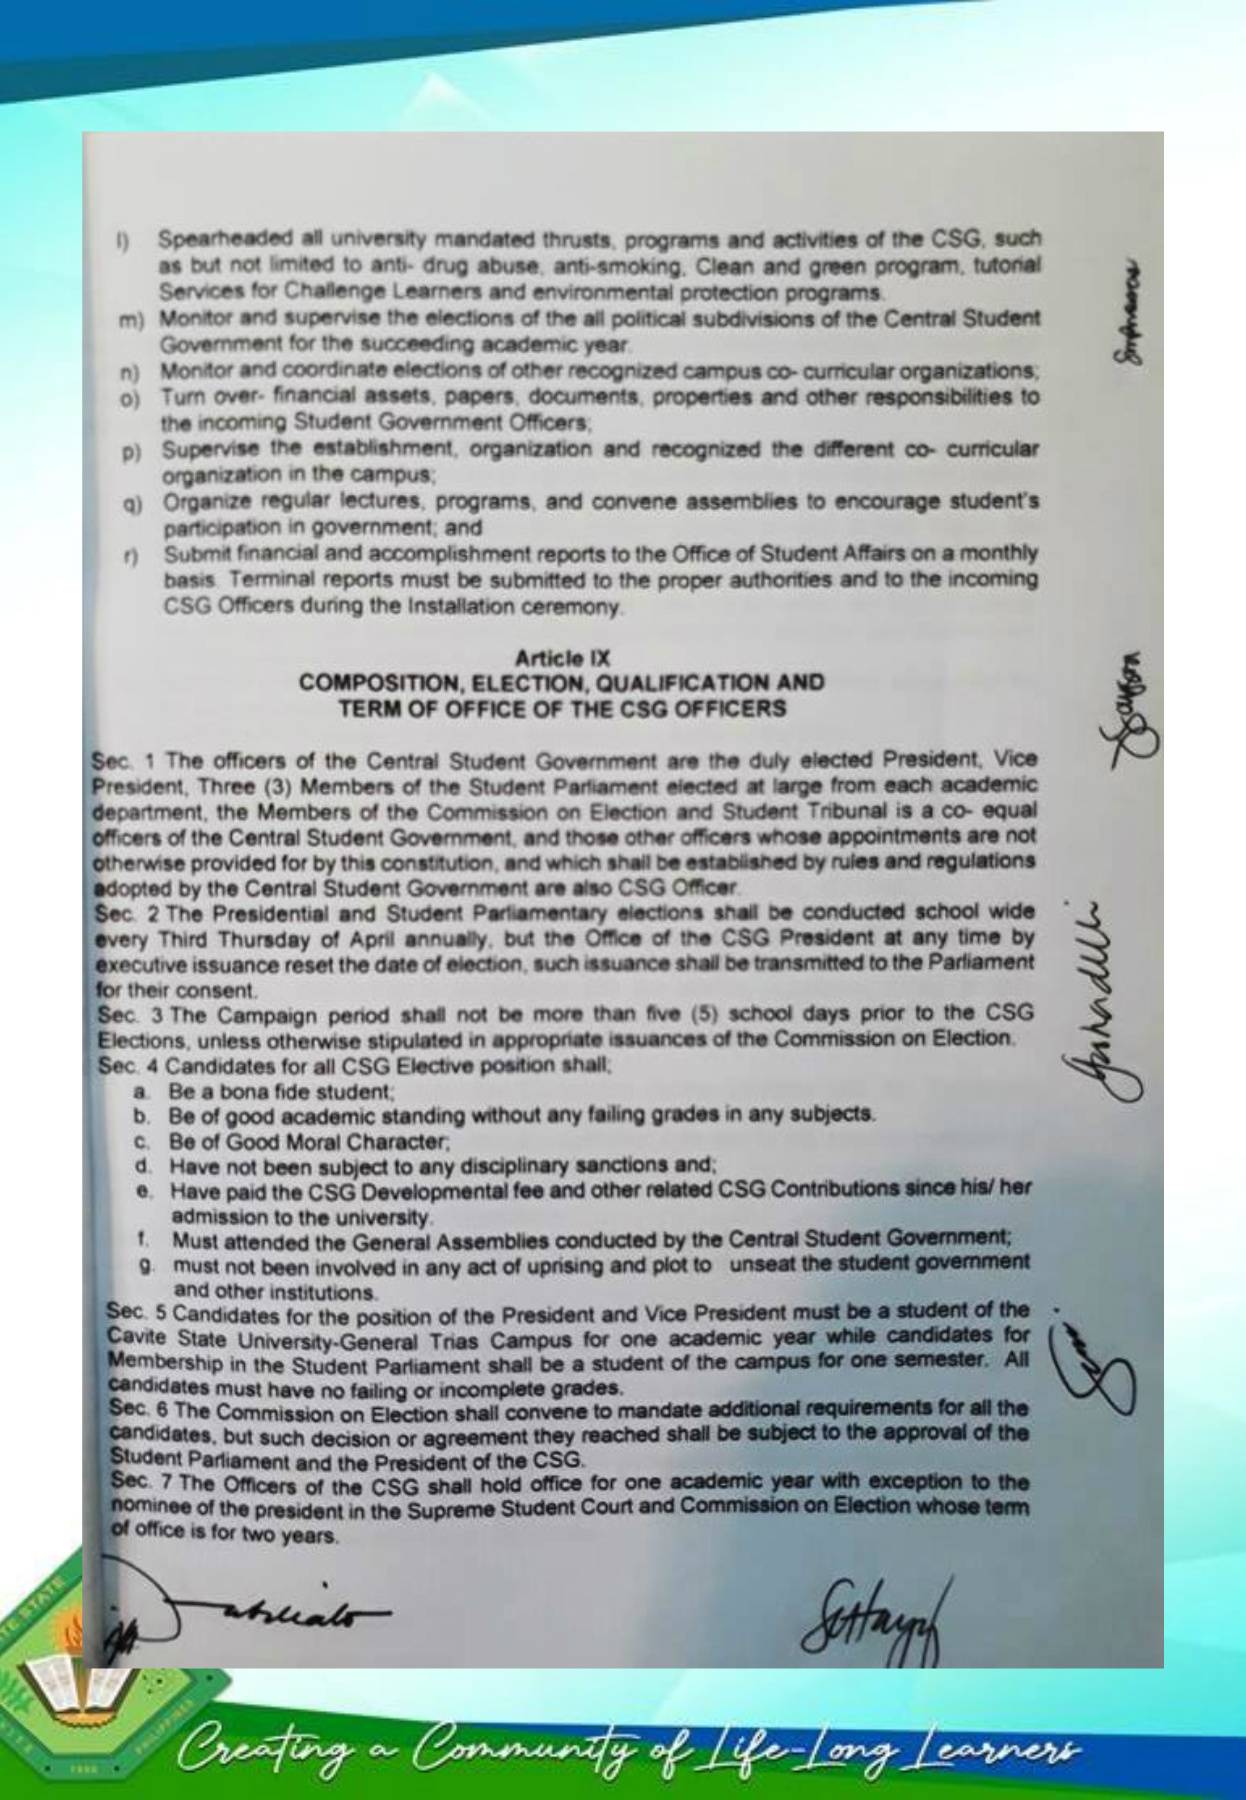 l) Spearheaded all university mandated thrusts, programs and activities of the CSG, such
as but not limited to anti- drug abuse, anti-smoking, Clean and green program, tutorial
Services for Challenge Learners and environmental protection programs.
m) Monitor and supervise the elections of the all political subdivisions of the Central Student
Government for the succeeding academic year.
n) Monitor and coordinate elections of other recognized campus co- curricular organizations;
o) Turn over- financial assets, papers, documents, properties and other responsibilities to
the incoming Student Government Officers;
p) Supervise the establishment, organization and recognized the different co- curricular
organization in the campus;
q) Organize regular lectures, programs, and convene assemblies to encourage student's
participation in government; and
r) Submit financial and accomplishment reports to the Office of Student Affairs on a monthly
basis. Terminal reports must be submitted to the proper authorities and to the incoming
CSG Officers during the Installation ceremony.
Article IX
COMPOSITION, ELECTION, QUALIFICATION AND
TERM OF OFFICE OF THE CSG OFFICERS
Sec. 1 The officers of the Central Student Government are the duly elected President, Vice
President, Three (3) Members of the Student Parliament elected at large from each academic
department, the Members of the Commission on Election and Student Tribunal is a co- equal
officers of the Central Student Government, and those other officers whose appointments are not
otherwise provided for by this constitution, and which shall be established by rules and regulations
adopted by the Central Student Government are also CSG Officer.
Sec. 2 The Presidential and Student Parliamentary elections shall be conducted school wide
every Third Thursday of April annually, but the Office of the CSG President at any time by
executive issuance reset the date of election, such issuance shall be transmitted to the Parliament
for their consent.
Sec. 3 The Campaign period shall not be more than five (5) school days prior to the CSG
Elections, unless otherwise stipulated in appropriate issuances of the Commission on Election.
Sec. 4 Candidates for all CSG Elective position shall;
a. Be a bona fide student;
b. Be of good academic standing without any failing grades in any subjects.
c. Be of Good Moral Character;
d. Have not been subject to any disciplinary sanctions and;
e. Have paid the CSG Developmental fee and other related CSG Contributions since his/ her
admission to the university.
f. Must attended the General Assemblies conducted by the Central Student Government;
g. must not been involved in any act of uprising and plot to unseat the student government
and other institutions.
Sec. 5 Candidates for the position of the President and Vice President must be a student of the
Cavite State University-General Trias Campus for one academic year while candidates for
Membership in the Student Parliament shall be a student of the campus for one semester. All
candidates must have no failing or incomplete grades.
Sec. 6 The Commission on Election shall convene to mandate additional requirements for all the
candidates, but such decision or agreement they reached shall be subject to the approval of the
Student Parliament and the President of the CSG.
Sec. 7 The Officers of the CSG shall hold office for one academic year with exception to the
nominee of the president in the Supreme Student Court and Commission on Election whose term
of office is for two years.
STATE
PHILIPPINES
Creating a Community of Life-Long Learners